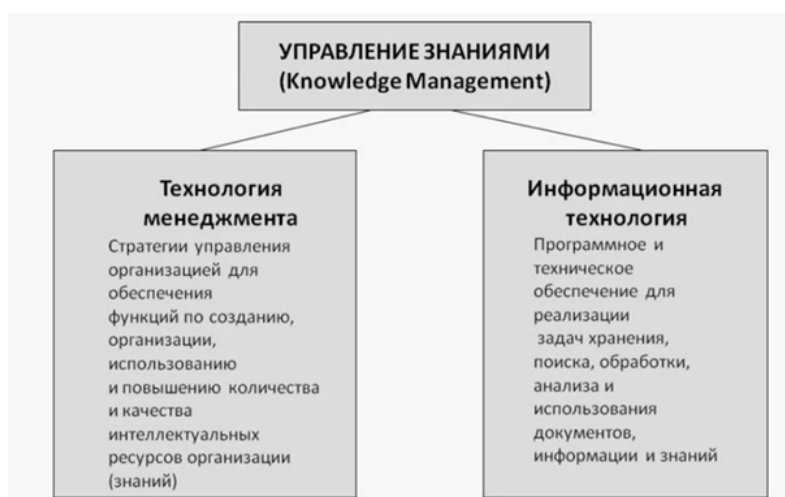 УПРАВЛЕНИЕ ЗНАНИЯМИ
(Knowledge Management)
Технология
менеджмента
Стратегии управления
организацией для
обеспечения
функций по созданию,
организации,
использованию
и повышению количества
и качества
интеллектуальных
ресурсов организации
(знаний)
Информационная
технология
Программное и
техническое
обеспечение для
реализации
задач хранения,
поиска, обработки,
анализа и
использования
документов,
информации и знаний